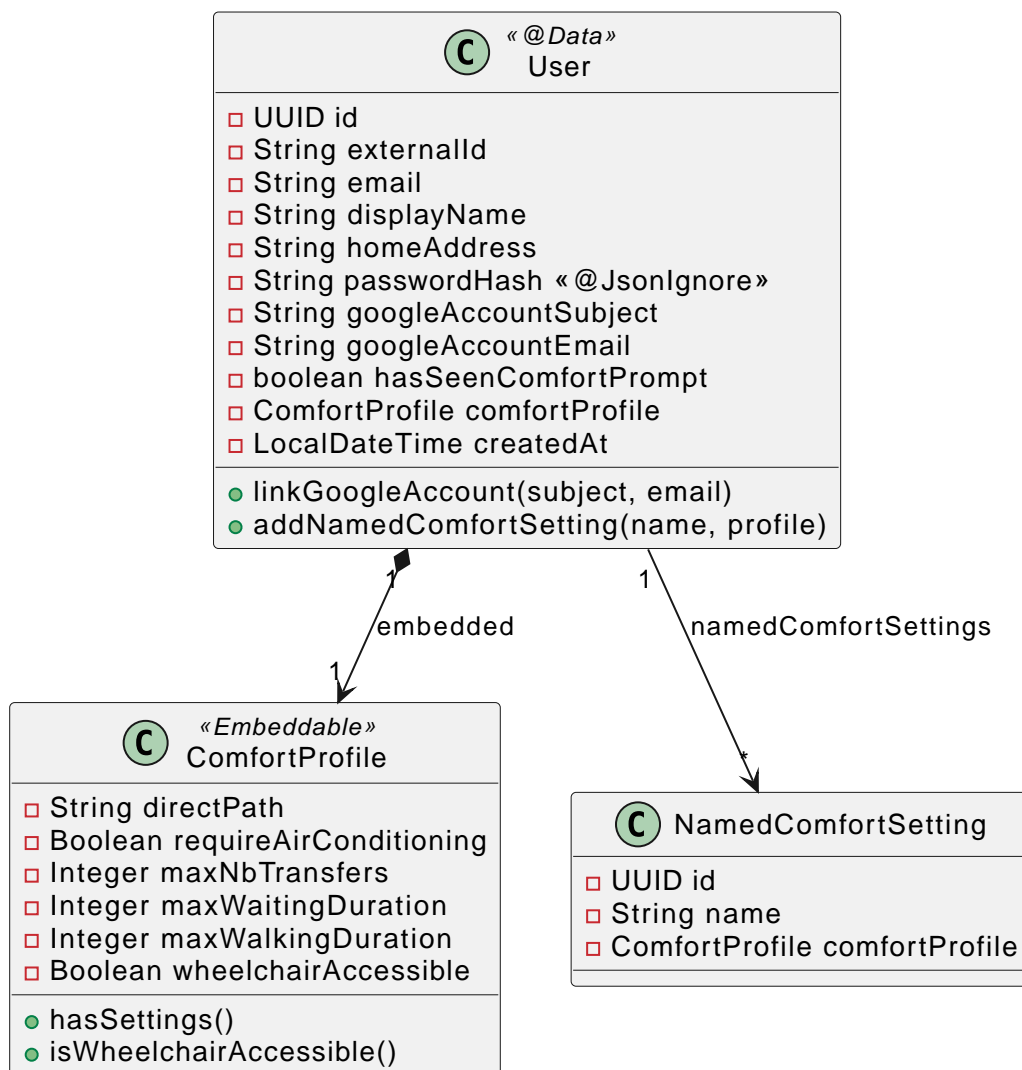 «@Data»
C User
UUID id
String externalId
String email
String displayName
String homeAddress
String passwordHash «@JsonIgnore»
String googleAccountSubject
String googleAccountEmail
boolean hasSeenComfortPrompt
ComfortProfile comfortProfile
LocalDateTime createdAt
linkGoogleAccount(subject, email)
addNamedComfortSetting(name, profile)
1
1
embedded
namedComfortSettings
1
*
«Embeddable»
C ComfortProfile
String directPath
Boolean requireAirConditioning
Integer maxNbTransfers
Integer maxWaitingDuration
Integer maxWalkingDuration
Boolean wheelchairAccessible
hasSettings()
isWheelchairAccessible()
C NamedComfortSetting
UUID id
String name
ComfortProfile comfortProfile